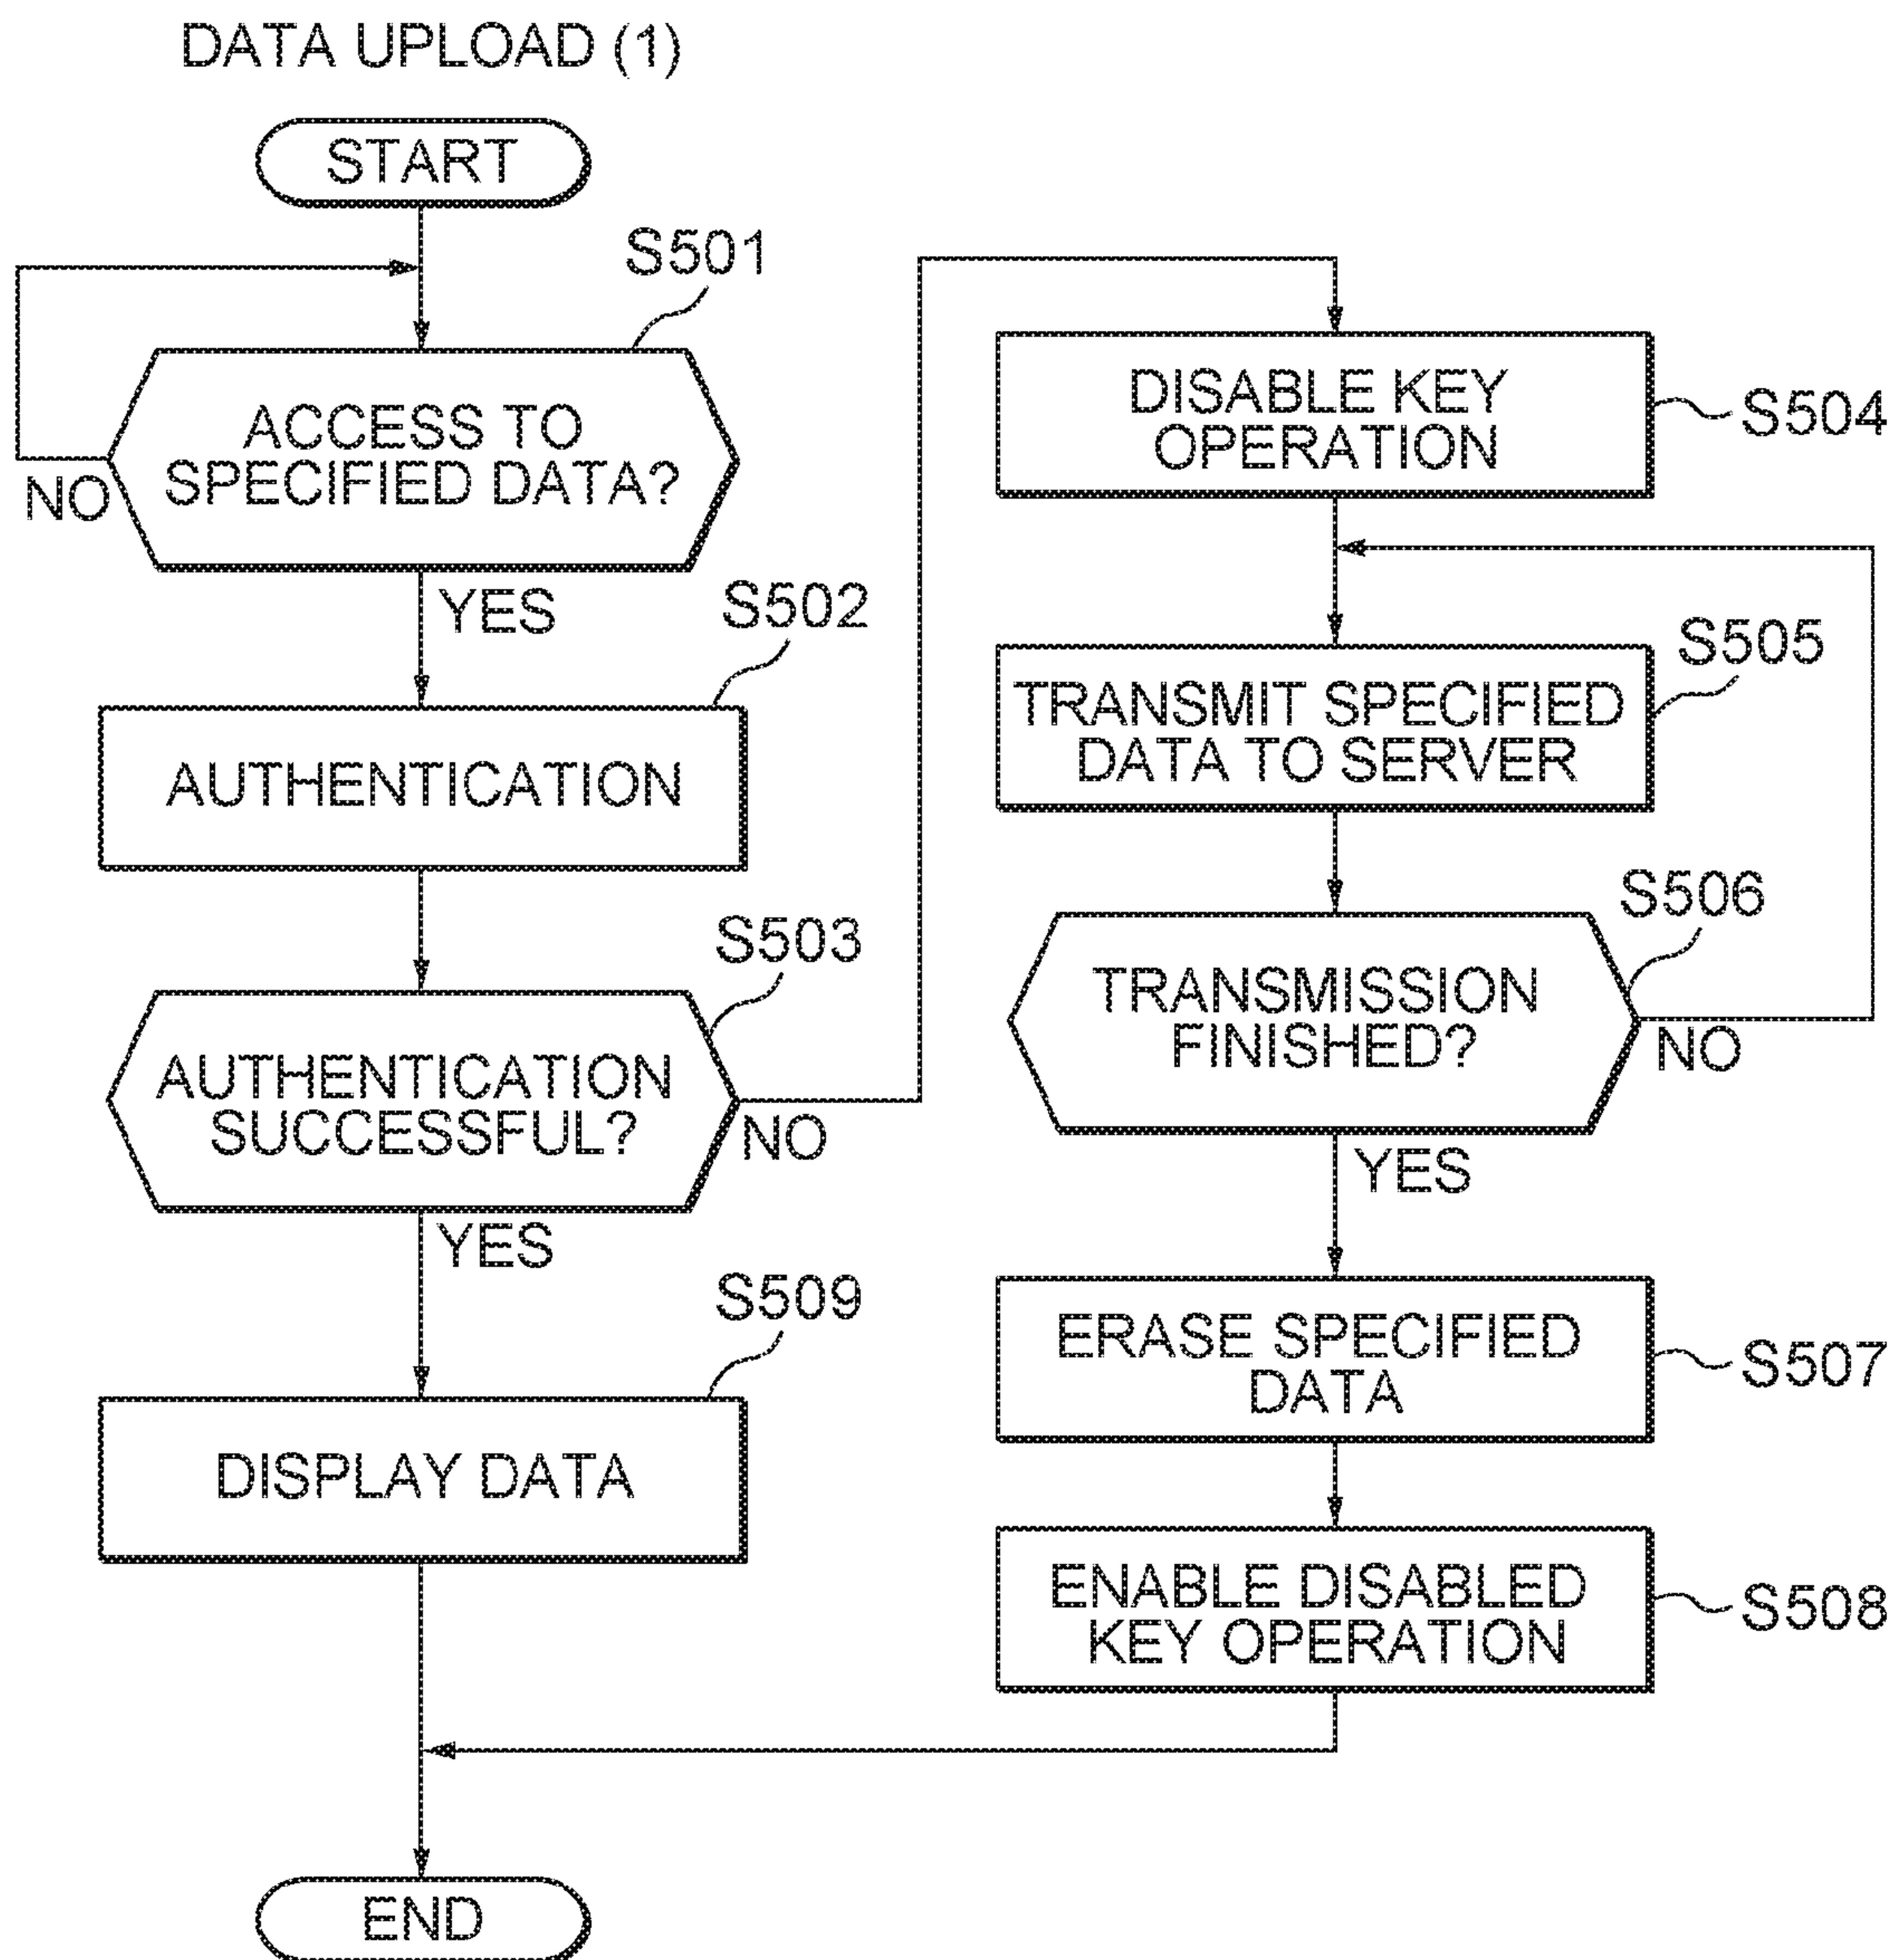 DATA UPLOAD (1)
START
S501
ACCESS TO
SPECIFIED DATA?
NO
YES
S502
AUTHENTICATION
S503
AUTHENTICATION
SUCCESSFUL?
NO
YES
S509
DISPLAY DATA
END
DISABLE KEY
OPERATION
S504
S505
TRANSMIT SPECIFIED
DATA TO SERVER
S506
TRANSMISSION
FINISHED?
NO
YES
ERASE SPECIFIED
DATA
S507
ENABLE DISABLED
KEY OPERATION
S508